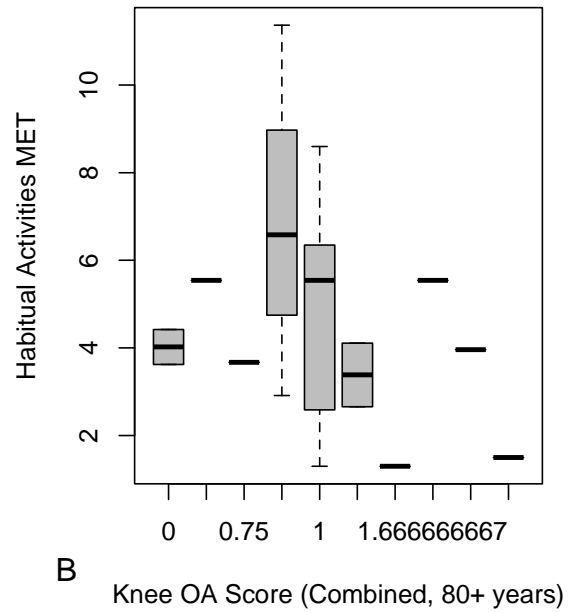 Habitual Activities MET
10
8
6
4
2
0 0.75 1 1.666666667
B
Knee OA Score (Combined, 80+ years)